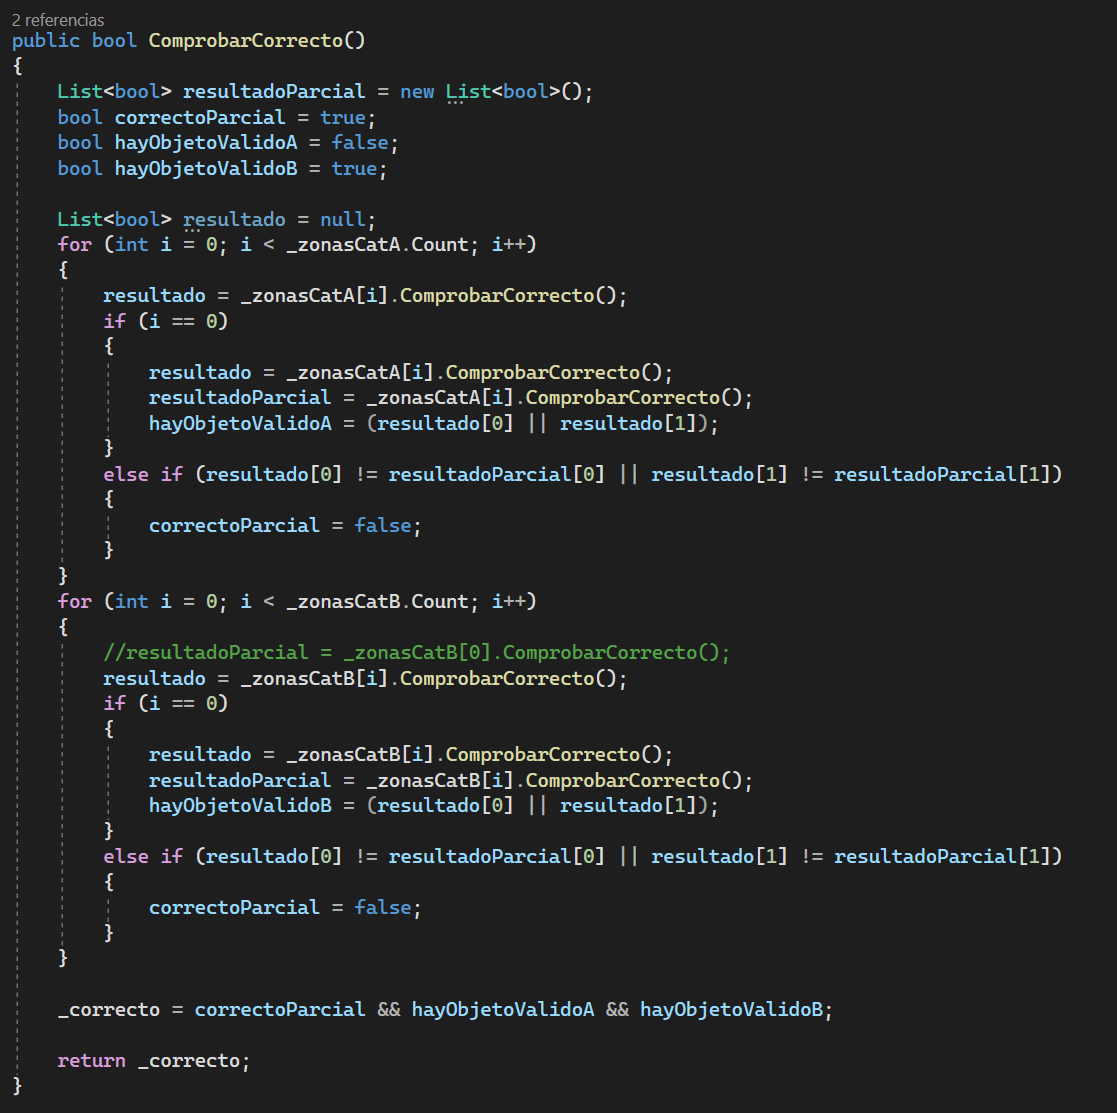 2 referencias
public bool ComprobarCorrecto()
{
    List<bool> resultadoParcial = new List<bool>();
    bool correctoParcial = true;
    bool hayObjetoValidoA = false;
    bool hayObjetoValidoB = true;

    List<bool> resultado = null;
    for (int i = 0; i < _zonasCatA.Count; i++)
    {
        resultado = _zonasCatA[i].ComprobarCorrecto();
        if (i == 0)
        {
            resultado = _zonasCatA[i].ComprobarCorrecto();
            resultadoParcial = _zonasCatA[i].ComprobarCorrecto();
            hayObjetoValidoA = (resultado[0] || resultado[1]);
        }
        else if (resultado[0] != resultadoParcial[0] || resultado[1] != resultadoParcial[1])
        {
            correctoParcial = false;
        }
    }
    for (int i = 0; i < _zonasCatB.Count; i++)
    {
        //resultadoParcial = _zonasCatB[0].ComprobarCorrecto();
        resultado = _zonasCatB[i].ComprobarCorrecto();
        if (i == 0)
        {
            resultado = _zonasCatB[i].ComprobarCorrecto();
            resultadoParcial = _zonasCatB[i].ComprobarCorrecto();
            hayObjetoValidoB = (resultado[0] || resultado[1]);
        }
        else if (resultado[0] != resultadoParcial[0] || resultado[1] != resultadoParcial[1])
        {
            correctoParcial = false;
        }
    }

    _correcto = correctoParcial && hayObjetoValidoA && hayObjetoValidoB;

    return _correcto;
}